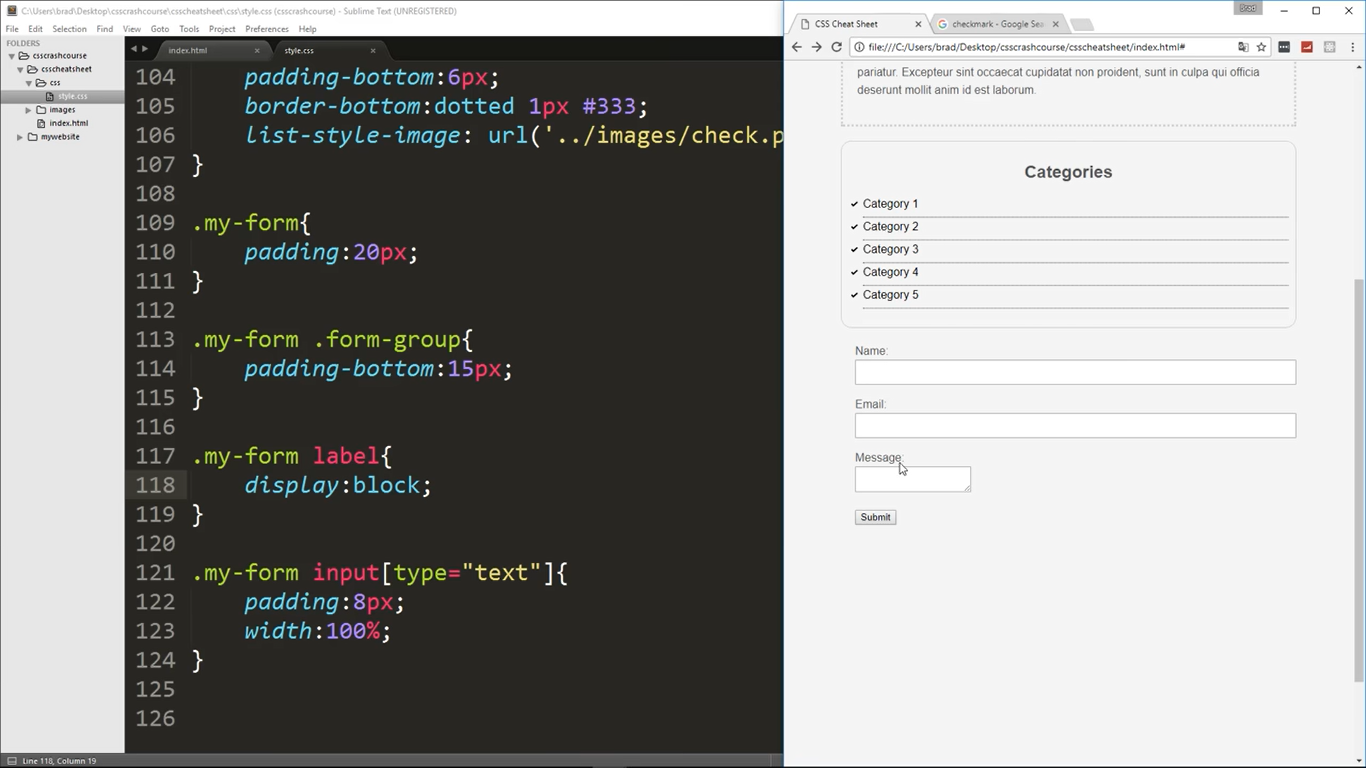 C:\Users\brad\Desktop\csscrashcourse\csscheatsheet\css\style.css (csscrashcourse) - Sublime Text (UNREGISTERED)
File Edit Selection Find View Goto Tools Project Preferences Help
FOLDERS
csscrashcourse
csscheatsheet
css
style.css
images
index.html
mywebsite
index.html
style.css
104 padding-bottom:6px;
105 border-bottom:dotted 1px #333;
106 list-style-image: url('../images/check.p
107 }
108
109 .my-form{
110 padding:20px;
111 }
112
113 .my-form .form-group{
114 padding-bottom:15px;
115 }
116
117 .my-form label{
118 display:block;
119 }
120
121 .my-form input[type="text"]{
122 padding:8px;
123 width:100%;
124 }
125
126
Line 118, Column 19
Brad
CSS Cheat Sheet
checkmark - Google Sea
file:///C:/Users/brad/Desktop/csscrashcourse/csscheatsheet/index.html#
pariatur. Excepteur sint occaecat cupidatat non proident, sunt in culpa qui officia
deserunt mollit anim id est laborum.
Categories
Category 1
Category 2
Category 3
Category 4
Category 5
Name:
Email:
Message:
Submit